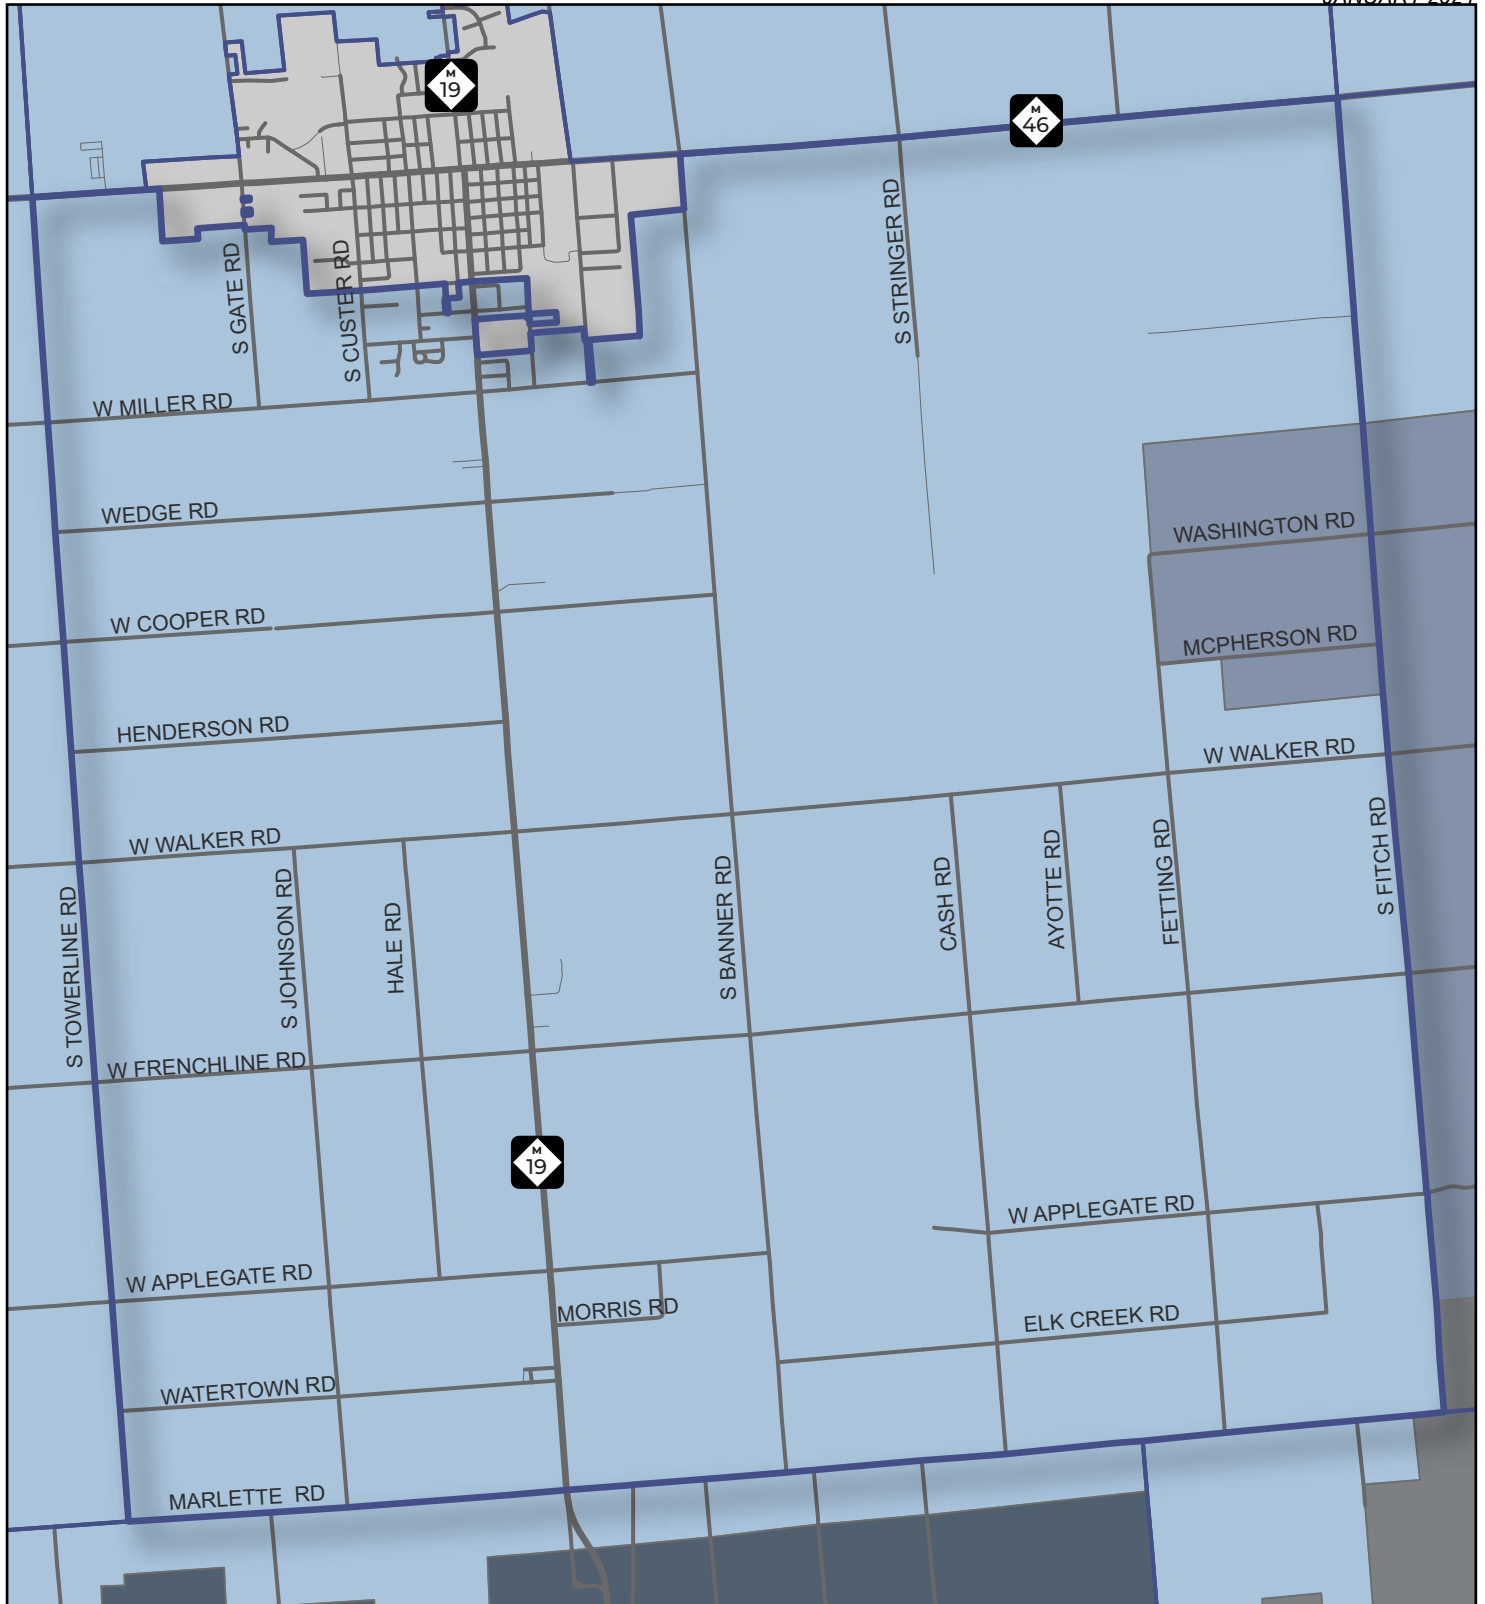 M
19
M
46
S GATE RD
S CUSTER RD
S STRINGER RD
W MILLER RD
WEDGE RD
WASHINGTON RD
W COOPER RD
MCPHERSON RD
HENDERSON RD
W WALKER RD
W WALKER RD
S TOWERLINE RD
S JOHNSON RD
HALE RD
S BANNER RD
CASH RD
AYOTTE RD
FETTING RD
S FITCH RD
W FRENCHLINE RD
M
19
W APPLEGATE RD
W APPLEGATE RD
MORRIS RD
ELK CREEK RD
WATERTOWN RD
MARLETTE RD